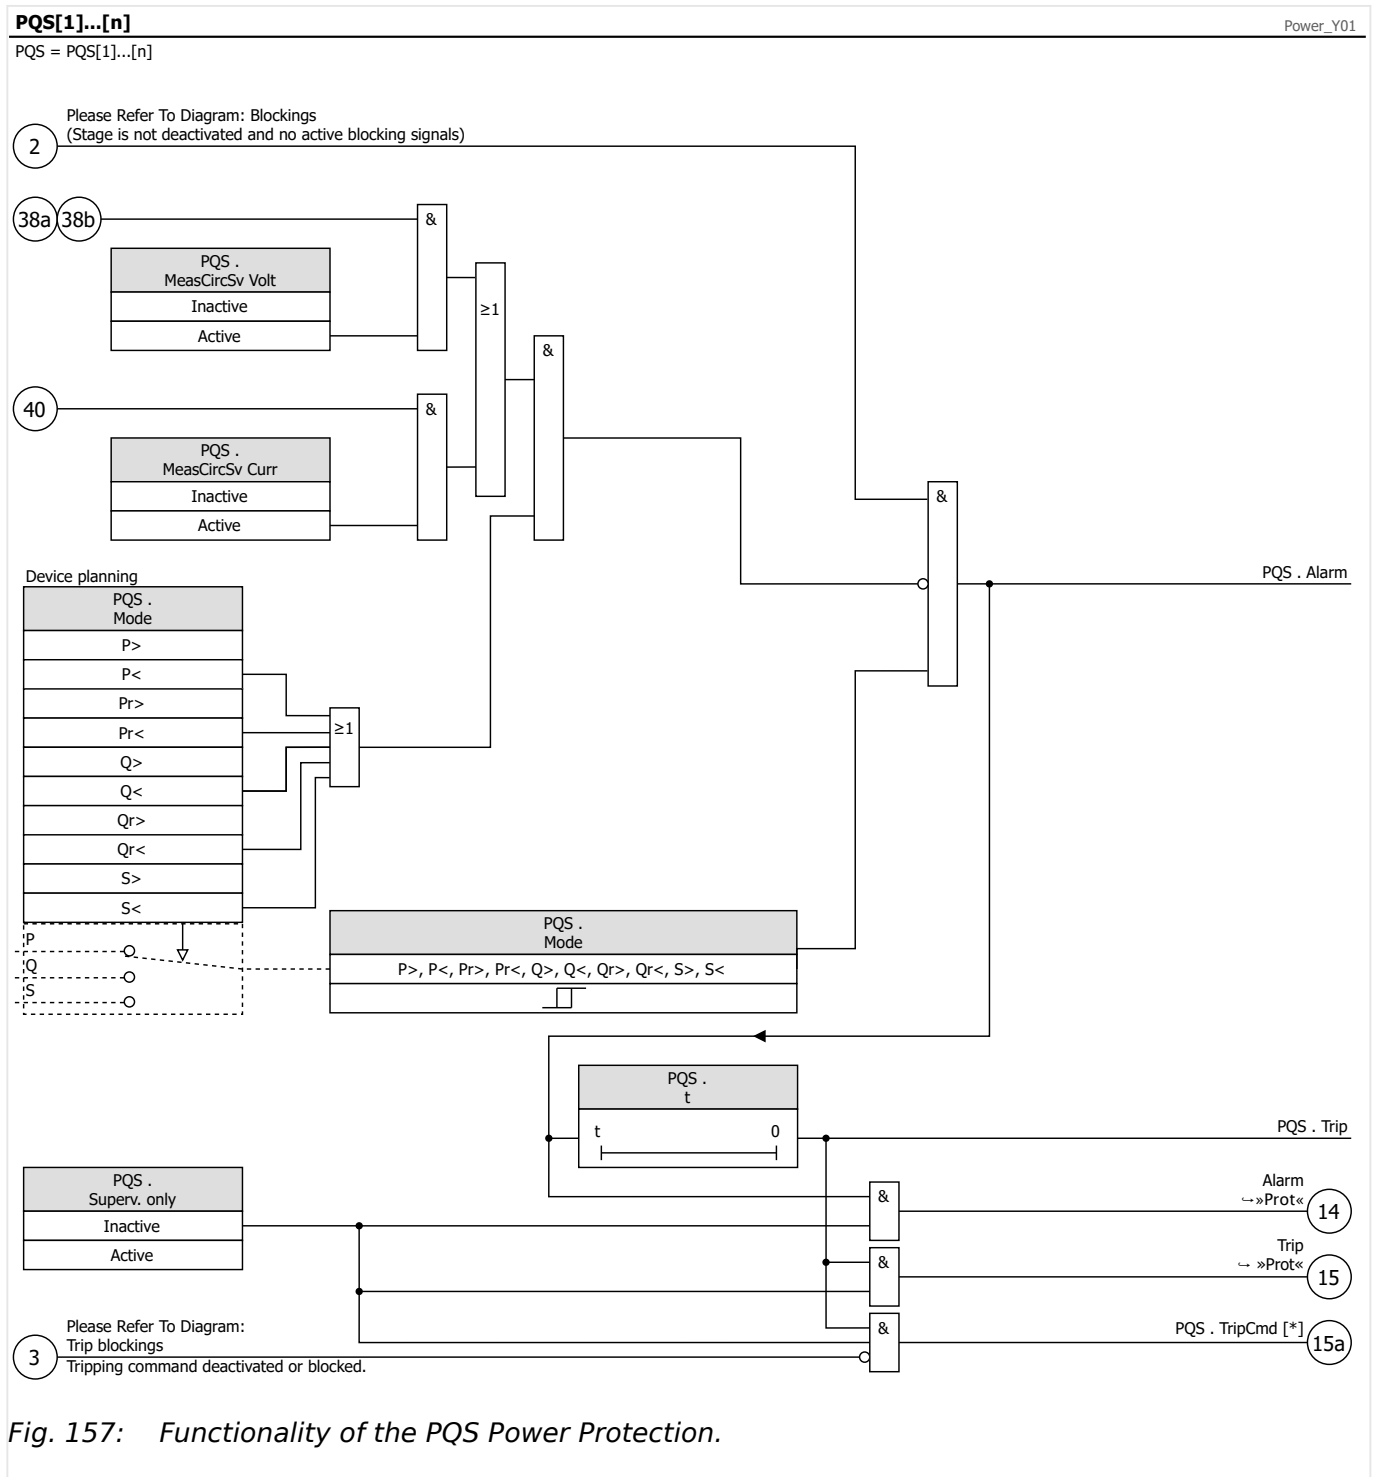 PQS[1]...[n]
Power_Y01
PQS = PQS[1]...[n]
Please Refer To Diagram: Blockings
(Stage is not deactivated and no active blocking signals)
2
38a 38b
&
PQS .
MeasCircSv Volt
Inactive
Active
≥1
&
40
&
PQS .
MeasCircSv Curr
Inactive
Active
&
Device planning
PQS .
Mode
P>
P<
Pr>
Pr<
Q>
Q<
Qr>
Qr<
S>
S<
≥1
PQS . Alarm
P
Q
S
PQS .
Mode
P>, P<, Pr>, Pr<, Q>, Q<, Qr>, Qr<, S>, S<
PQS .
t
t 0
PQS . Trip
PQS .
Superv. only
Inactive
Active
&
Alarm
↪»Prot«
14
&
Trip
↪ »Prot«
15
Please Refer To Diagram:
Trip blockings
Tripping command deactivated or blocked.
3
&
PQS . TripCmd [*]
15a
Fig. 157: Functionality of the PQS Power Protection.